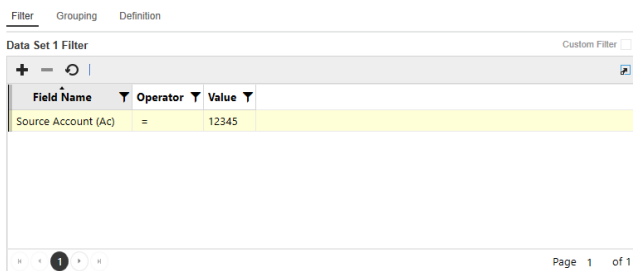 Filter Grouping Definition
Data Set 1 Filter Custom Filter
Field Name Operator Value
Source Account (Ac) = 12345
1 Page 1 of 1